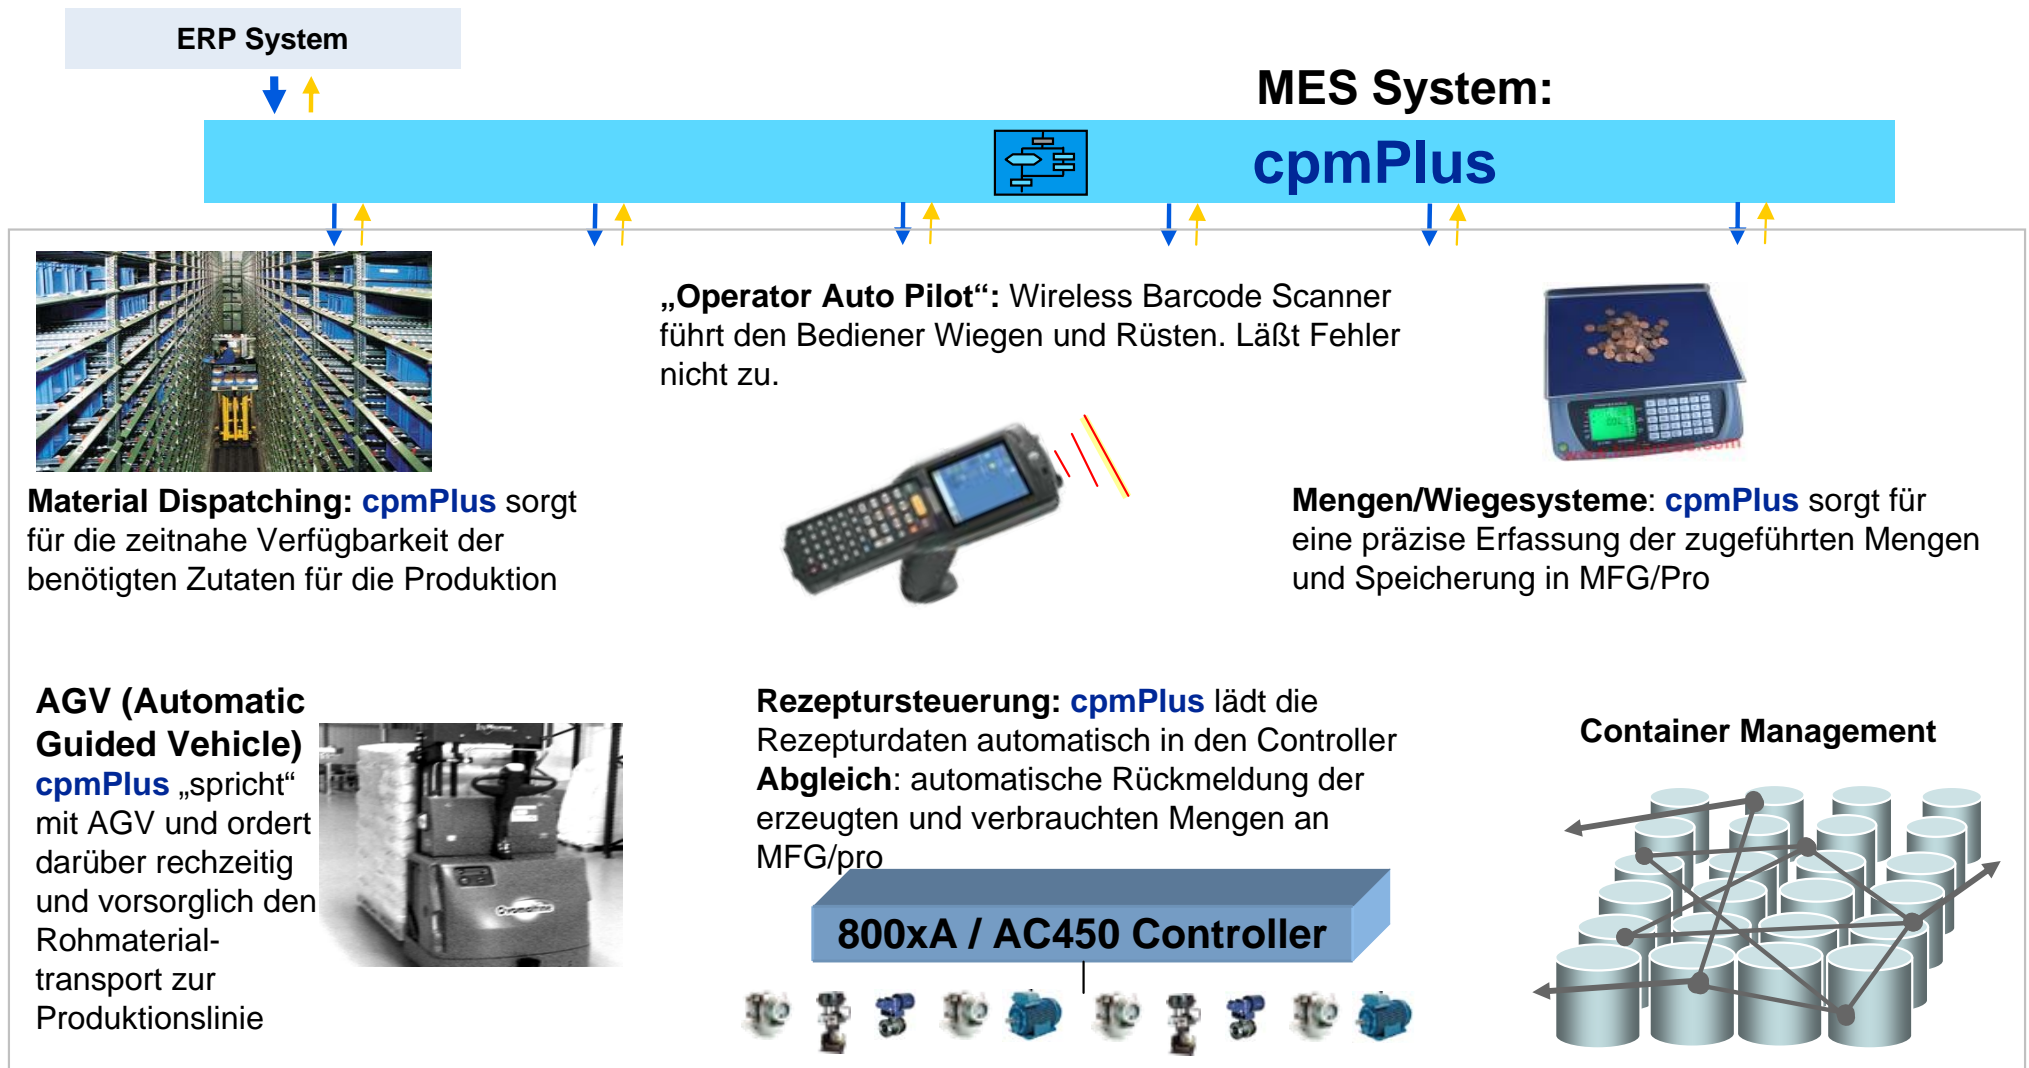 ERP System
MES System:
cpmPlus
„Operator Auto Pilot“: Wireless Barcode Scanner
führt den Bediener Wiegen und Rüsten. Läßt Fehler
nicht zu.
Material Dispatching: cpmPlus sorgt
für die zeitnahe Verfügbarkeit der
benötigten Zutaten für die Produktion
Mengen/Wiegesysteme: cpmPlus sorgt für
eine präzise Erfassung der zugeführten Mengen
und Speicherung in MFG/Pro
AGV (Automatic
Guided Vehicle)
cpmPlus „spricht“
mit AGV und ordert
darüber rechzeitig
und vorsorglich den
Rohmaterial-
transport zur
Produktionslinie
Rezeptursteuerung: cpmPlus lädt die
Rezepturdaten automatisch in den Controller
Abgleich: automatische Rückmeldung der
erzeugten und verbrauchten Mengen an
MFG/pro
800xA / AC450 Controller
Container Management